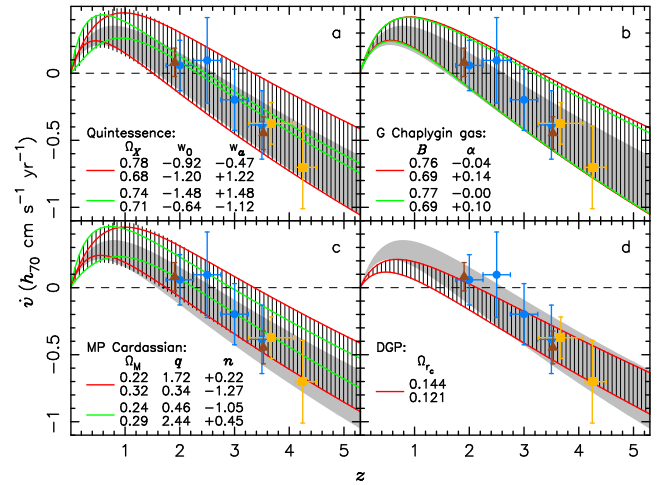 a
b
0
−0.5
−1
Quintessence:
Ω_X w_0 w_a
0.78 −0.92 −0.47
0.68 −1.20 +1.22
0.74 −1.48 +1.48
0.71 −0.64 −1.12
G Chaplygin gas:
B α
0.76 −0.04
0.69 +0.14
0.77 −0.00
0.69 +0.10
c
d
0
−0.5
−1
v̇ (h_70 cm s^−1 yr^−1)
MP Cardassian:
Ω_M q n
0.22 1.72 +0.22
0.32 0.34 −1.27
0.24 0.46 −1.05
0.29 2.44 +0.45
DGP:
Ω_r_c
0.144
0.121
0 1 2 3 4 5 0 1 2 3 4 5
z